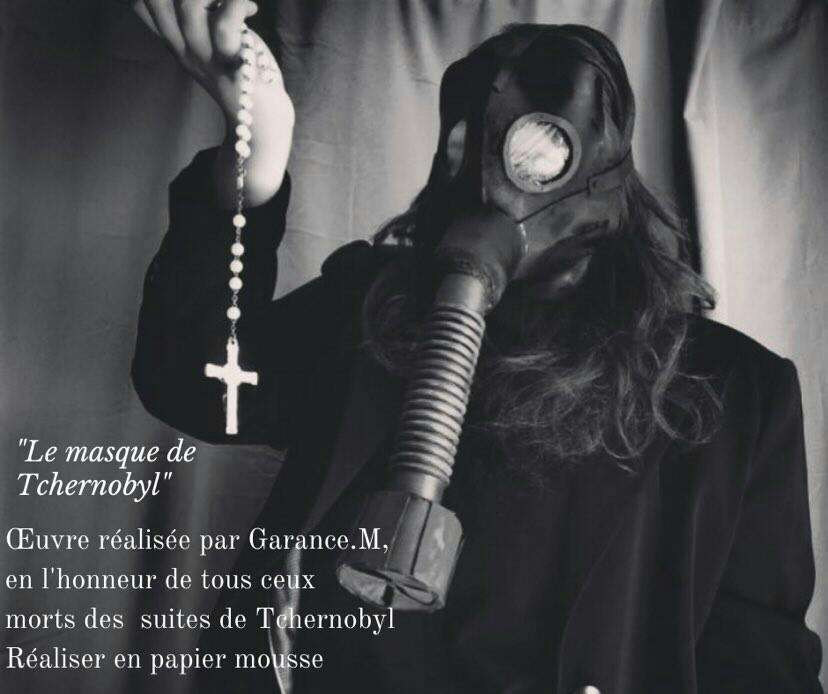 "Le masque de
Tchernobyl"
Œuvre réalisée par Garance.M,
en l'honneur de tous ceux
morts des suites de Tchernobyl
Réaliser en papier mousse